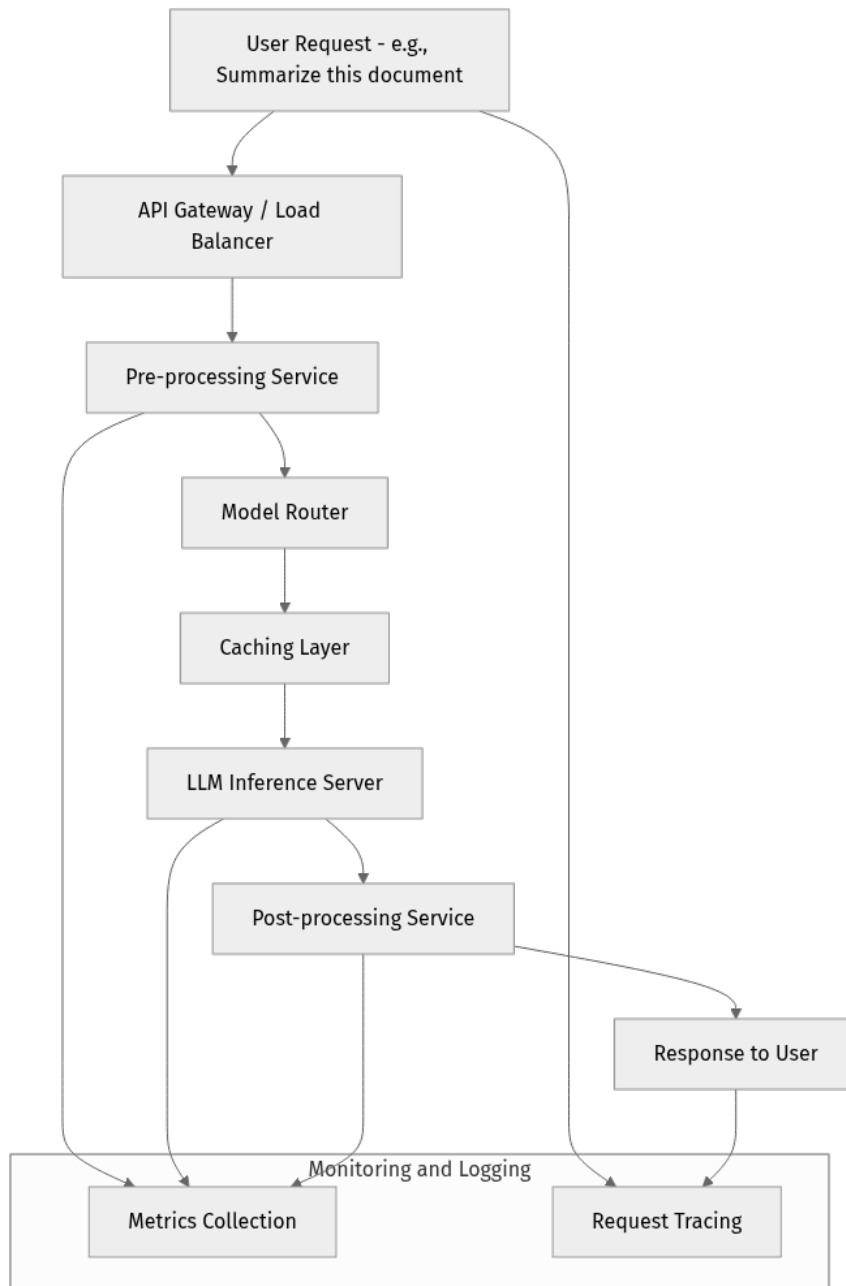 User Request - e.g.,
Summarize this document
API Gateway / Load
Balancer
Pre-processing Service
Model Router
Caching Layer
LLM Inference Server
Post-processing Service
Response to User
Monitoring and Logging
Metrics Collection
Request Tracing